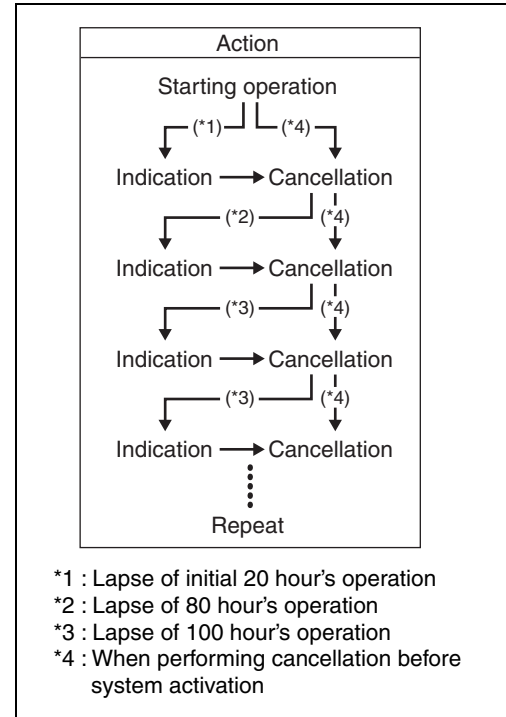 Action
Starting operation
(*1) (*4)
Indication Cancellation
(*2) (*4)
Indication Cancellation
(*3) (*4)
Indication Cancellation
(*3) (*4)
Indication Cancellation
Repeat
*1 : Lapse of initial 20 hour's operation
*2 : Lapse of 80 hour's operation
*3 : Lapse of 100 hour's operation
*4 : When performing cancellation before
system activation